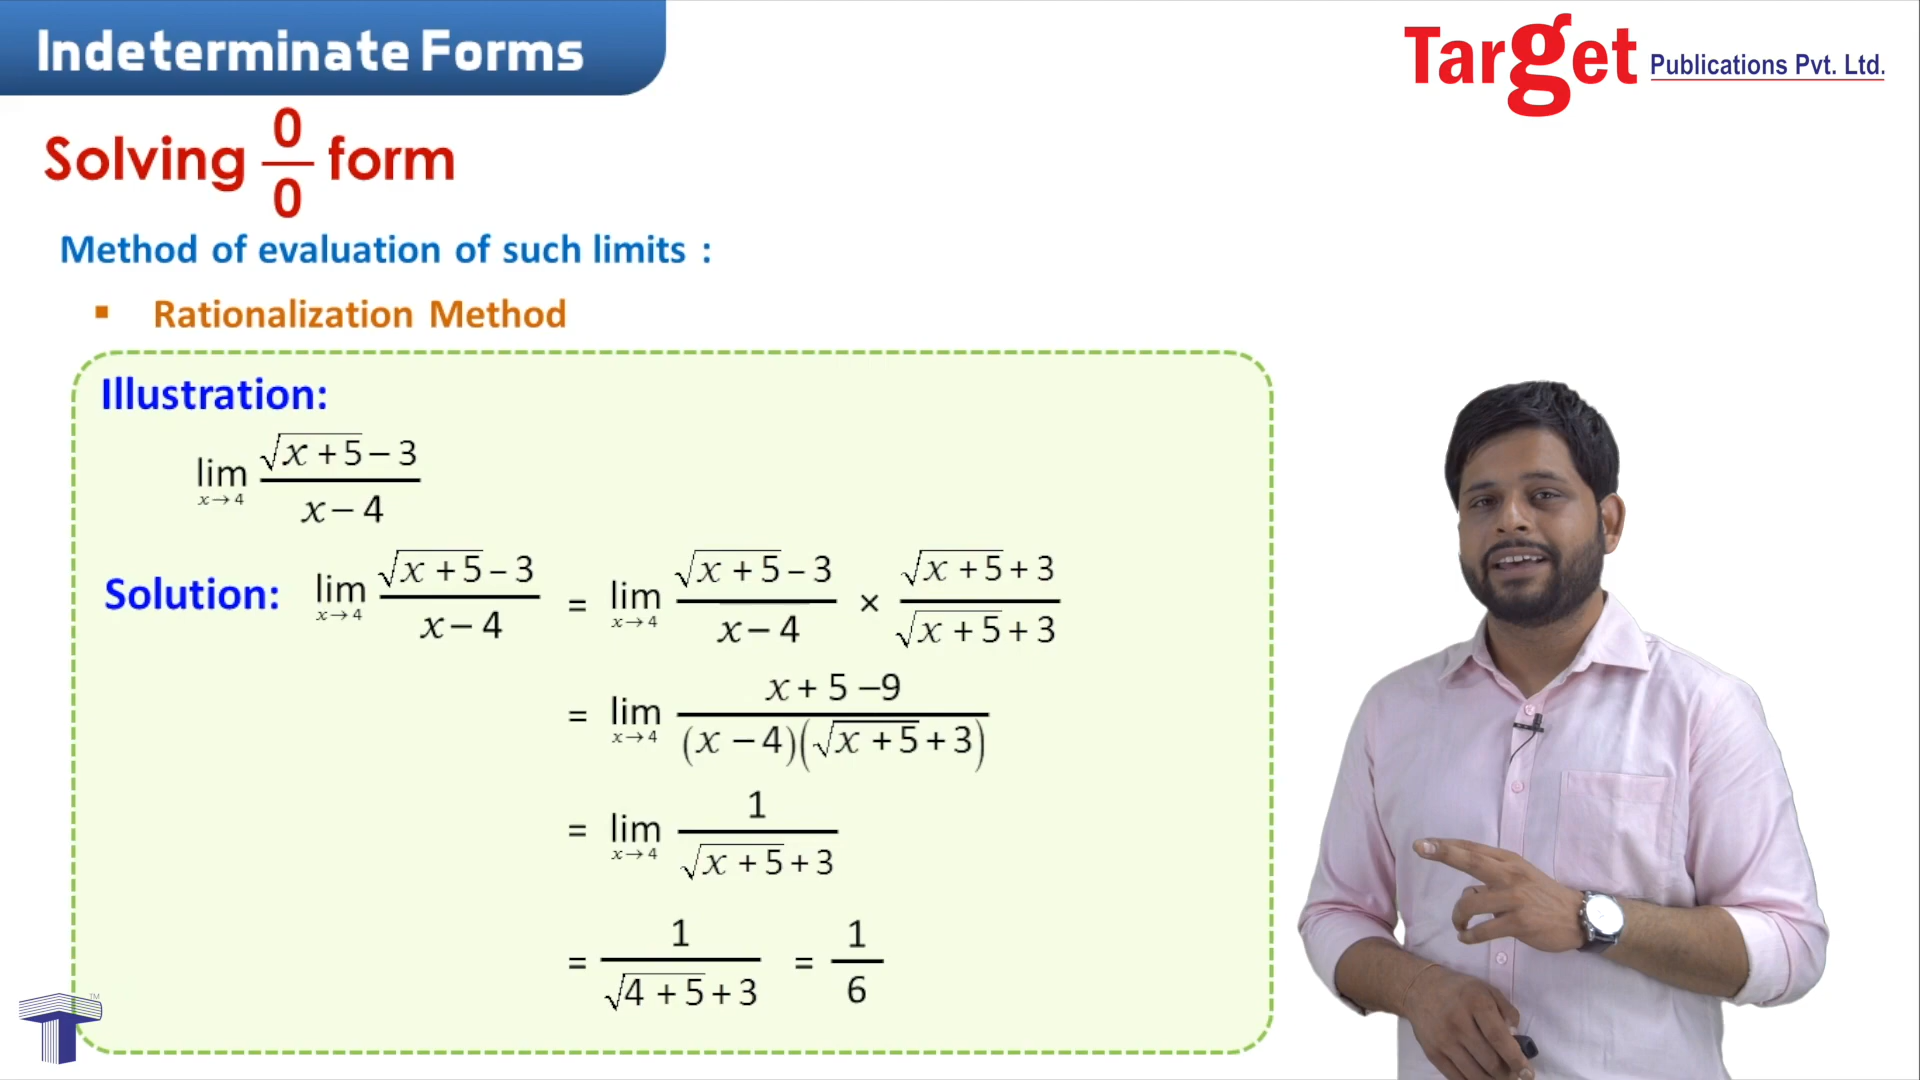 Indeterminate Forms
Target Publications Pvt. Ltd.
Solving 0/0 form
Method of evaluation of such limits :
▪ Rationalization Method
Illustration:
lim x→4 (√(x+5) – 3)/(x – 4)
Solution: lim x→4 (√(x+5) – 3)/(x – 4) = lim x→4 (√(x+5) – 3)/(x – 4) × (√(x+5) + 3)/(√(x+5) + 3)
= lim x→4 (x + 5 – 9)/((x – 4)(√(x+5) + 3))
= lim x→4 1/(√(x+5) + 3)
= 1/(√(4+5) + 3) = 1/6
T™